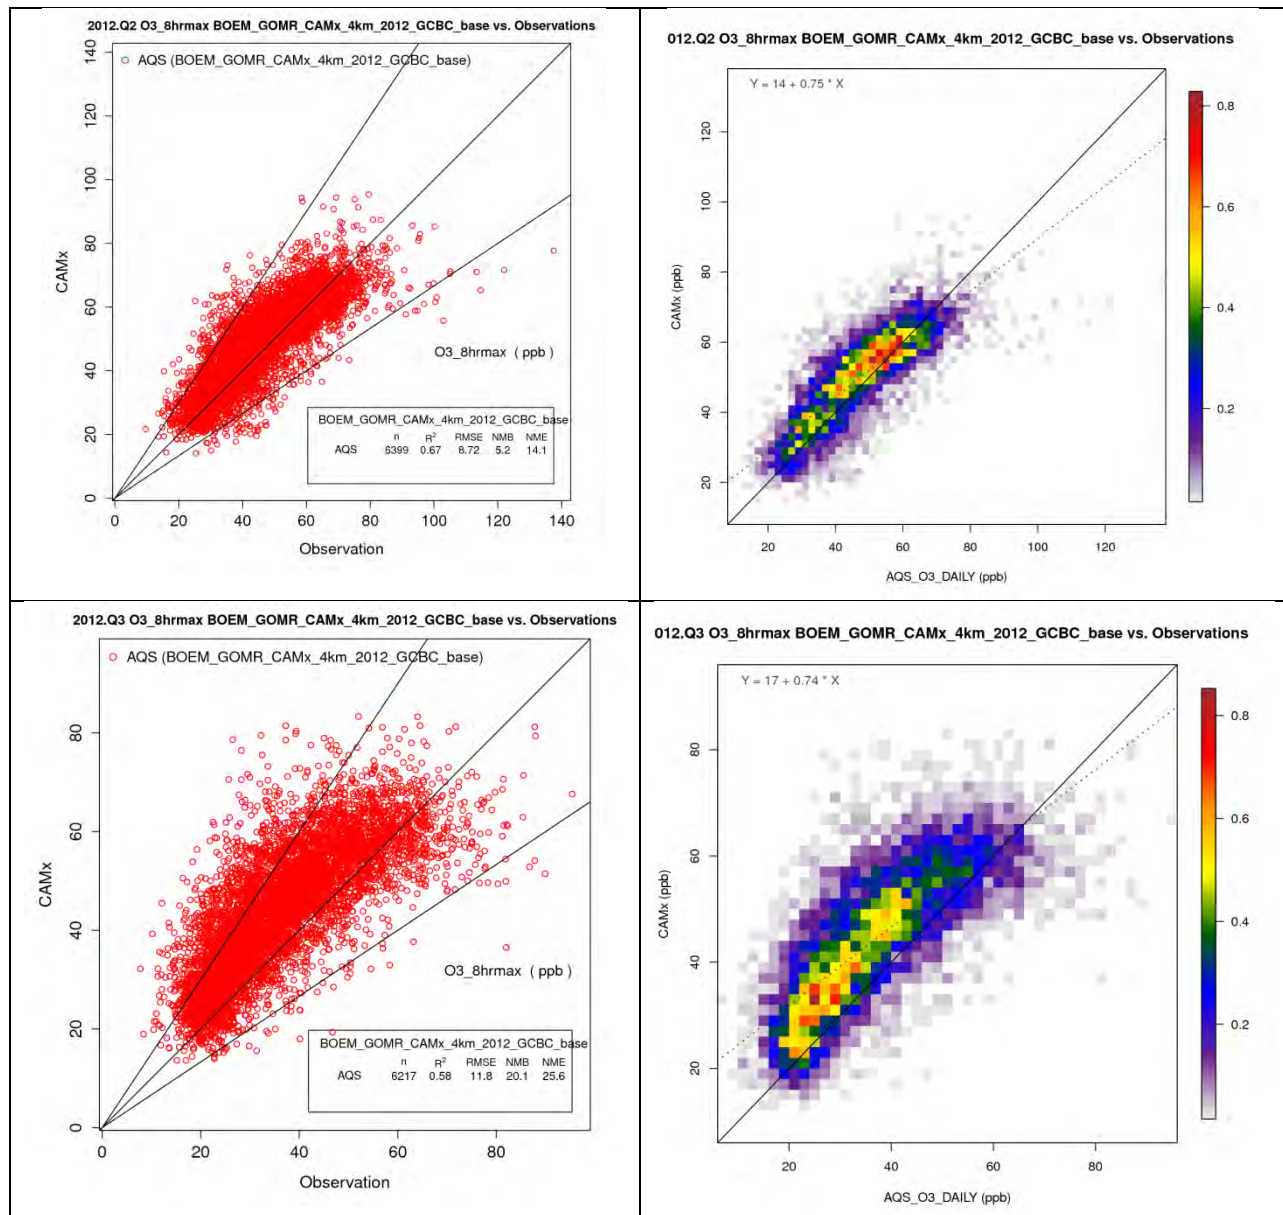 2012.Q2 O3_8hrmax BOEM_GOMR_CAMx_4km_2012_GCBC_base vs. Observations
AQS (BOEM_GOMR_CAMx_4km_2012_GCBC_base)
140
120
100
80
60
40
20
0
CAMx
O3_8hrmax ( ppb )
BOEM_GOMR_CAMx_4km_2012_GCBC_base
n R2 RMSE NMB NME
AQS 6399 0.67 8.72 5.2 14.1
0 20 40 60 80 100 120 140
Observation
012.Q2 O3_8hrmax BOEM_GOMR_CAMx_4km_2012_GCBC_base vs. Observations
Y = 14 + 0.75 * X
120
100
80
60
40
20
CAMx (ppb)
20 40 60 80 100 120
AQS_O3_DAILY (ppb)
0.8
0.6
0.4
0.2
2012.Q3 O3_8hrmax BOEM_GOMR_CAMx_4km_2012_GCBC_base vs. Observations
AQS (BOEM_GOMR_CAMx_4km_2012_GCBC_base)
80
60
40
20
0
CAMx
O3_8hrmax ( ppb )
BOEM_GOMR_CAMx_4km_2012_GCBC_base
n R2 RMSE NMB NME
AQS 6217 0.58 11.8 20.1 25.6
0 20 40 60 80
Observation
012.Q3 O3_8hrmax BOEM_GOMR_CAMx_4km_2012_GCBC_base vs. Observations
Y = 17 + 0.74 * X
80
60
40
20
CAMx (ppb)
20 40 60 80
AQS_O3_DAILY (ppb)
0.8
0.6
0.4
0.2